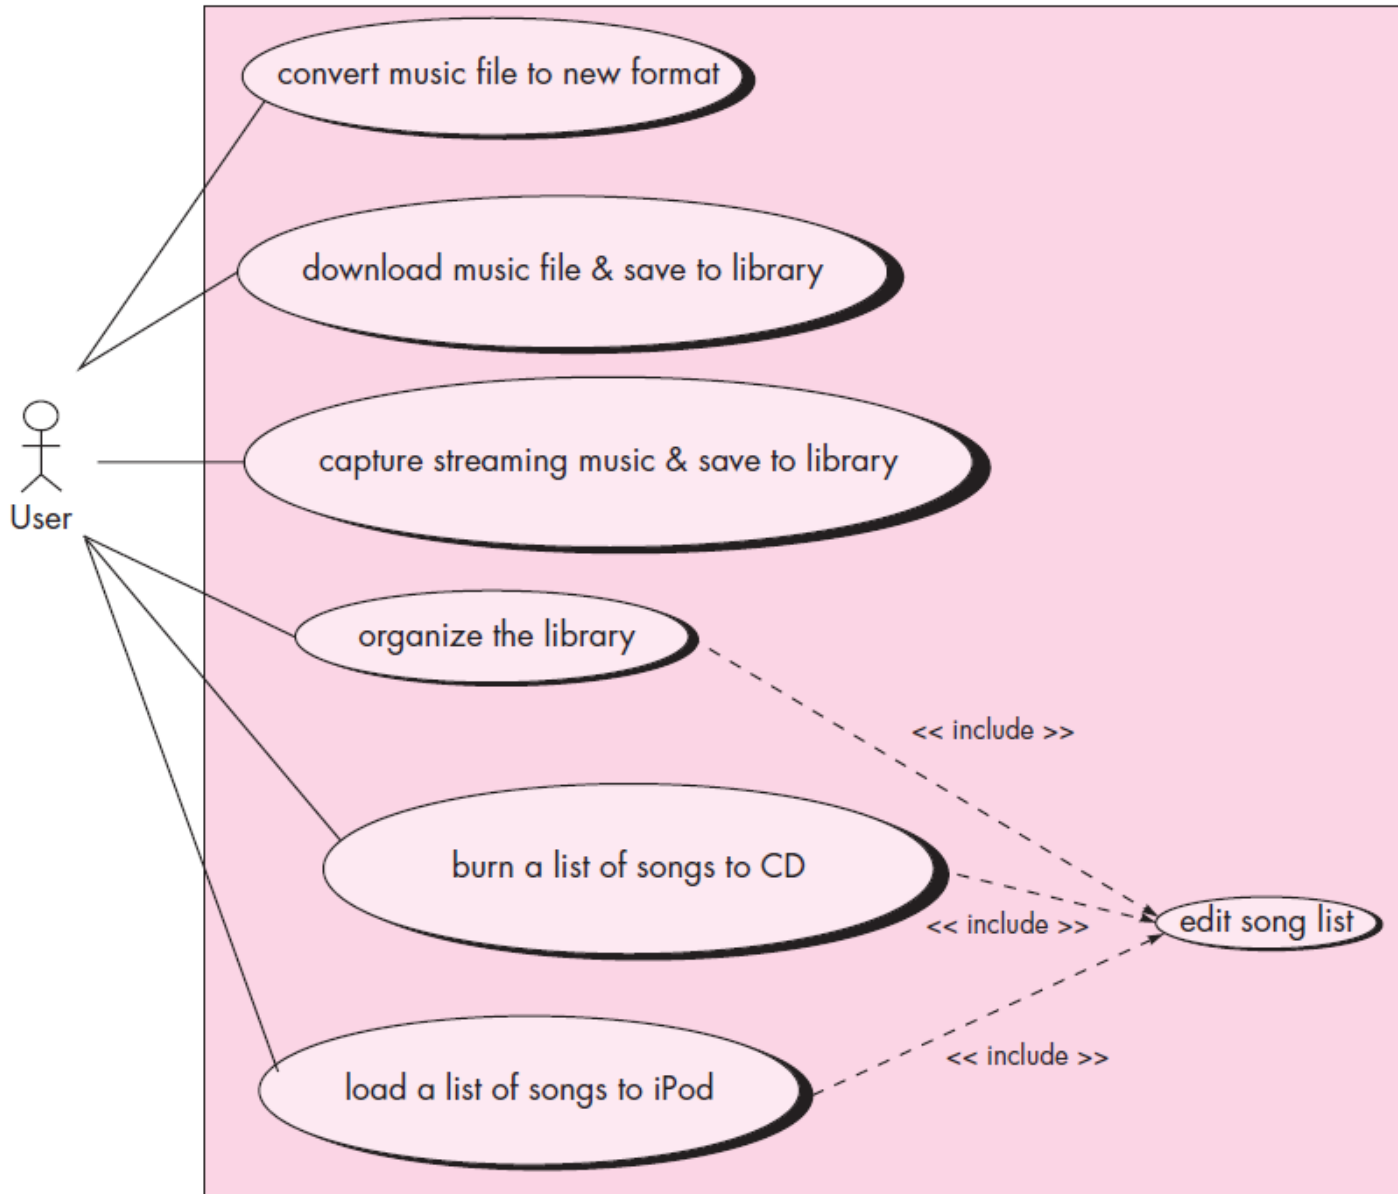 convert music file to new format
download music file & save to library
capture streaming music & save to library
User
organize the library
<< include >>
burn a list of songs to CD
<< include >>
edit song list
<< include >>
load a list of songs to iPod